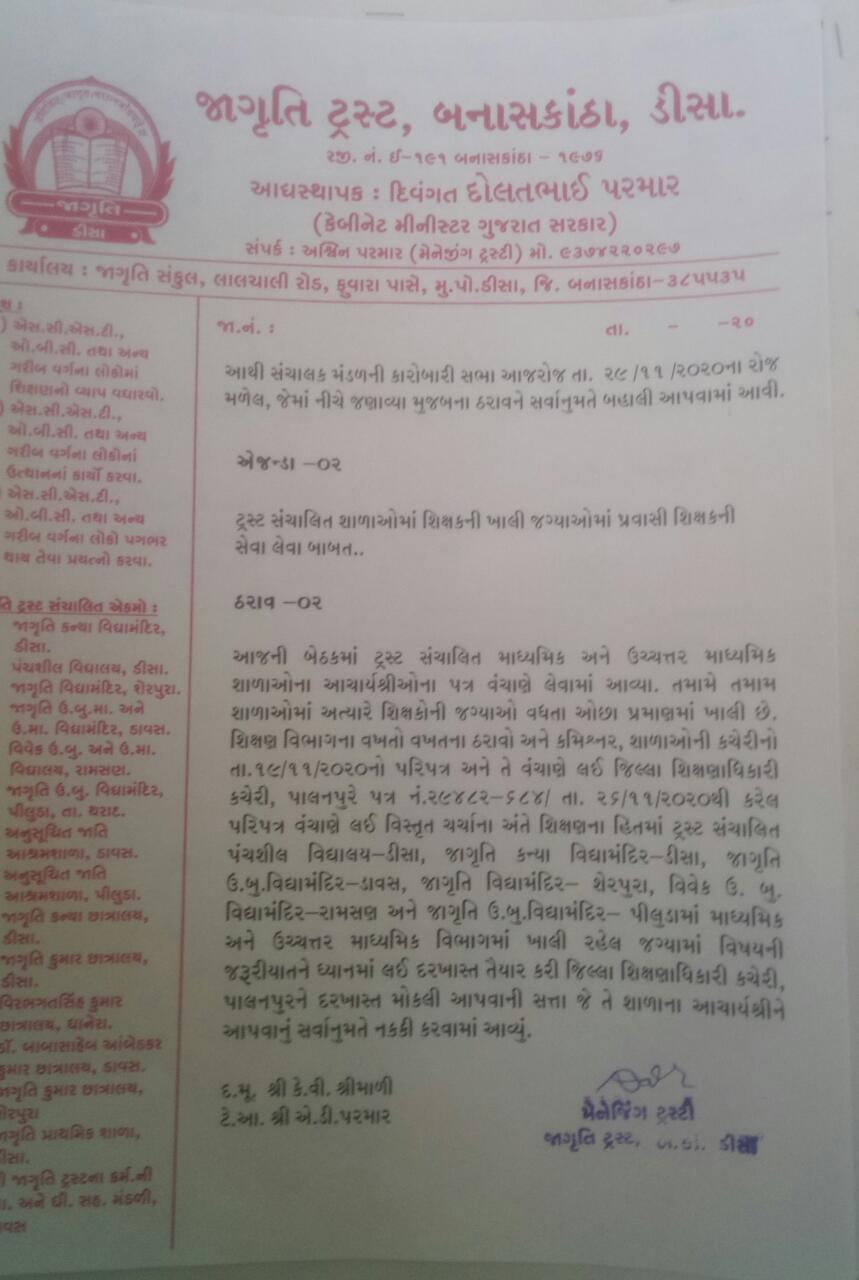 જાગૃતિ ટ્રસ્ટ, બનાસકાંઠા, ડીસા.
રજી. નં. ઈ-૧૯૧ બનાસકાંઠા - ૧૯૭૬
આદ્યસ્થાપક : દિવંગત દોલતભાઈ પરમાર
(કેબીનેટ મીનીસ્ટર ગુજરાત સરકાર)
સંપર્ક : અશ્વિન પરમાર (મેનેજીંગ ટ્રસ્ટી) મો. ૯૩૭૪૨૨૦૨૯૭
જાગૃતિ
ડીસા
કાર્યાલય : જાગૃતિ સંકુલ, લાલચાલી રોડ, ફુવારા પાસે, મુ.પો.ડીસા, જિ. બનાસકાંઠા-૩૮૫૫૩૫
એસ.સી.એસ.ટી.,
ઓ.બી.સી. તથા અન્ય
ગરીબ વર્ગના લોકોમાં
શિક્ષણનો વ્યાપ વધારવો.
એસ.સી.એસ.ટી.,
ઓ.બી.સી. તથા અન્ય
ગરીબ વર્ગના લોકોનાં
ઉત્થાનનાં કાર્યો કરવા.
એસ.સી.એસ.ટી.,
ઓ.બી.સી. તથા અન્ય
ગરીબ વર્ગના લોકો પગભર
થાય તેવા પ્રયત્નો કરવા.
ટ્રસ્ટ સંચાલિત એકમો :
જાગૃતિ કન્યા વિદ્યામંદિર,
ડીસા.
પંચશીલ વિદ્યાલય, ડીસા.
જાગૃતિ વિદ્યામંદિર, શેરપુરા.
જાગૃતિ ઉ.બુ.મા. અને
ઉ.મા. વિદ્યામંદિર, ડાવસ.
વિવેક ઉ.બુ. અને ઉ.મા.
વિદ્યાલય, રામસણ.
જાગૃતિ ઉ.બુ. વિદ્યામંદિર,
પીલુડા, તા. થરાદ.
અનુસૂચિત જાતિ
આશ્રમશાળા, ડાવસ.
અનુસૂચિત જાતિ
આશ્રમશાળા, પીલુડા.
જાગૃતિ કન્યા છાત્રાલય,
ડીસા.
જાગૃતિ કુમાર છાત્રાલય,
ડીસા.
વિરભગતસિંહ કુમાર
છાત્રાલય, ધાનેરા.
ડૉ. બાબાસાહેબ આંબેડકર
કુમાર છાત્રાલય, ડાવસ.
જાગૃતિ કુમાર છાત્રાલય,
શેરપુરા
જાગૃતિ પ્રાથમિક શાળા,
ડીસા.
જાગૃતિ ટ્રસ્ટના કર્મ.ની
અને ધી. સહ. મંડળી,
જા.નં. :
તા. - -૨૦
આથી સંચાલક મંડળની કારોબારી સભા આજરોજ તા. ૨૯/૧૧/૨૦૨૦ના રોજ
મળેલ, જેમાં નીચે જણાવ્યા મુજબના ઠરાવને સર્વાનુમતે બહાલી આપવામાં આવી.
એજન્ડા -૦૨
ટ્રસ્ટ સંચાલિત શાળાઓમાં શિક્ષકની ખાલી જગ્યાઓમાં પ્રવાસી શિક્ષકની
સેવા લેવા બાબત..
ઠરાવ -૦૨
આજની બેઠકમાં ટ્રસ્ટ સંચાલિત માધ્યમિક અને ઉચ્ચત્તર માધ્યમિક
શાળાઓના આચાર્યશ્રીઓના પત્ર વંચાણે લેવામાં આવ્યા. તમામે તમામ
શાળાઓમાં અત્યારે શિક્ષકોની જગ્યાઓ વધતા ઓછા પ્રમાણમાં ખાલી છે.
શિક્ષણ વિભાગના વખતો વખતના ઠરાવો અને કમિશ્નર, શાળાઓની કચેરીનો
તા.૧૯/૧૧/૨૦૨૦નો પરિપત્ર અને તે વંચાણે લઈ જિલ્લા શિક્ષણાધિકારી
કચેરી, પાલનપુરે પત્ર નં.૨૯૪૮૨-૬૮૪/ તા. ૨૬/૧૧/૨૦૨૦થી કરેલ
પરિપત્ર વંચાણે લઈ વિસ્તૃત ચર્ચાના અંતે શિક્ષણના હિતમાં ટ્રસ્ટ સંચાલિત
પંચશીલ વિદ્યાલય-ડીસા, જાગૃતિ કન્યા વિદ્યામંદિર-ડીસા, જાગૃતિ
ઉ.બુ.વિદ્યામંદિર-ડાવસ, જાગૃતિ વિદ્યામંદિર- શેરપુરા, વિવેક ઉ. બુ.
વિદ્યામંદિર-રામસણ અને જાગૃતિ ઉ.બુ.વિદ્યામંદિર- પીલુડામાં માધ્યમિક
અને ઉચ્ચત્તર માધ્યમિક વિભાગમાં ખાલી રહેલ જગ્યામાં વિષયની
જરૂરીયાતને ધ્યાનમાં લઈ દરખાસ્ત તૈયાર કરી જિલ્લા શિક્ષણાધિકારી કચેરી,
પાલનપુરને દરખાસ્ત મોકલી આપવાની સત્તા જે તે શાળાના આચાર્યશ્રીને
આપવાનું સર્વાનુમતે નકકી કરવામાં આવ્યું.
દ.મૂ. શ્રી કે.વી. શ્રીમાળી
ટે.આ. શ્રી એ.ડી.પરમાર
મેનેજિંગ ટ્રસ્ટી
જાગૃતિ ટ્રસ્ટ, બ.કાં. ડીસા